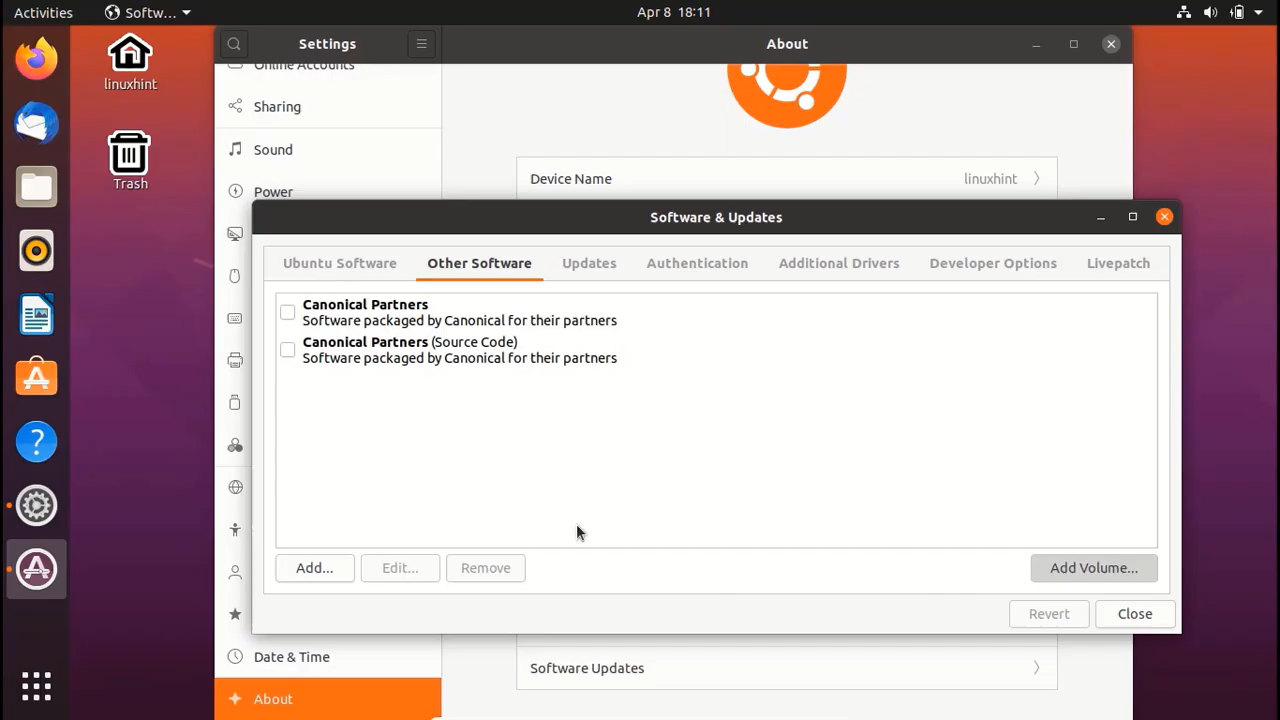 Activities
Softw...
Apr 8 18:11
linuxhint
Trash
Settings
About
Online Accounts
Sharing
Sound
Power
Device Name
linuxhint
Software & Updates
Ubuntu Software
Other Software
Updates
Authentication
Additional Drivers
Developer Options
Livepatch
Canonical Partners
Software packaged by Canonical for their partners
Canonical Partners (Source Code)
Software packaged by Canonical for their partners
Add...
Edit...
Remove
Add Volume...
Revert
Close
Date & Time
Software Updates
About